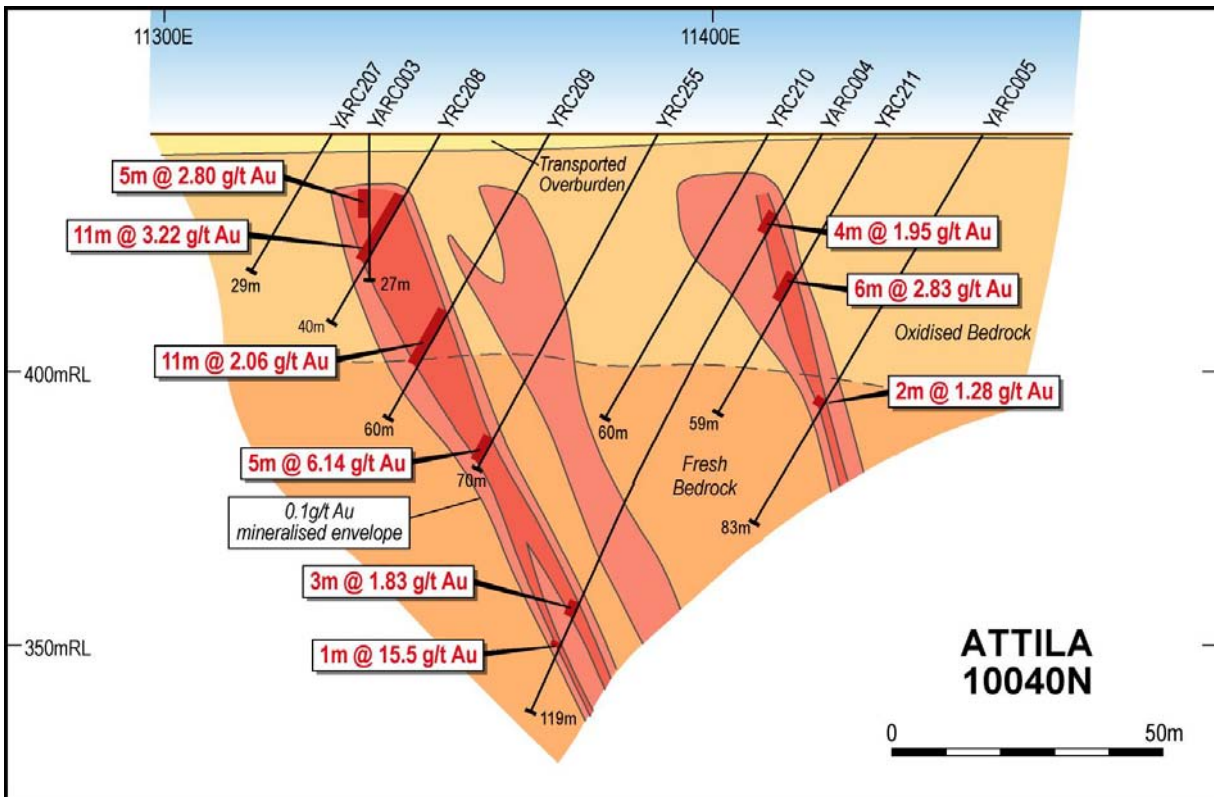 11300E
11400E
YARC207
YARC003
YRC208
YRC209
YRC255
YRC210
YARC004
YRC211
YARC005
Transported
Overburden
5m @ 2.80 g/t Au
11m @ 3.22 g/t Au
4m @ 1.95 g/t Au
29m
27m
6m @ 2.83 g/t Au
40m
Oxidised Bedrock
11m @ 2.06 g/t Au
400mRL
2m @ 1.28 g/t Au
60m
60m
59m
5m @ 6.14 g/t Au
70m
Fresh
Bedrock
0.1g/t Au
mineralised envelope
83m
3m @ 1.83 g/t Au
350mRL
1m @ 15.5 g/t Au
ATTILA
10040N
119m
0
50m